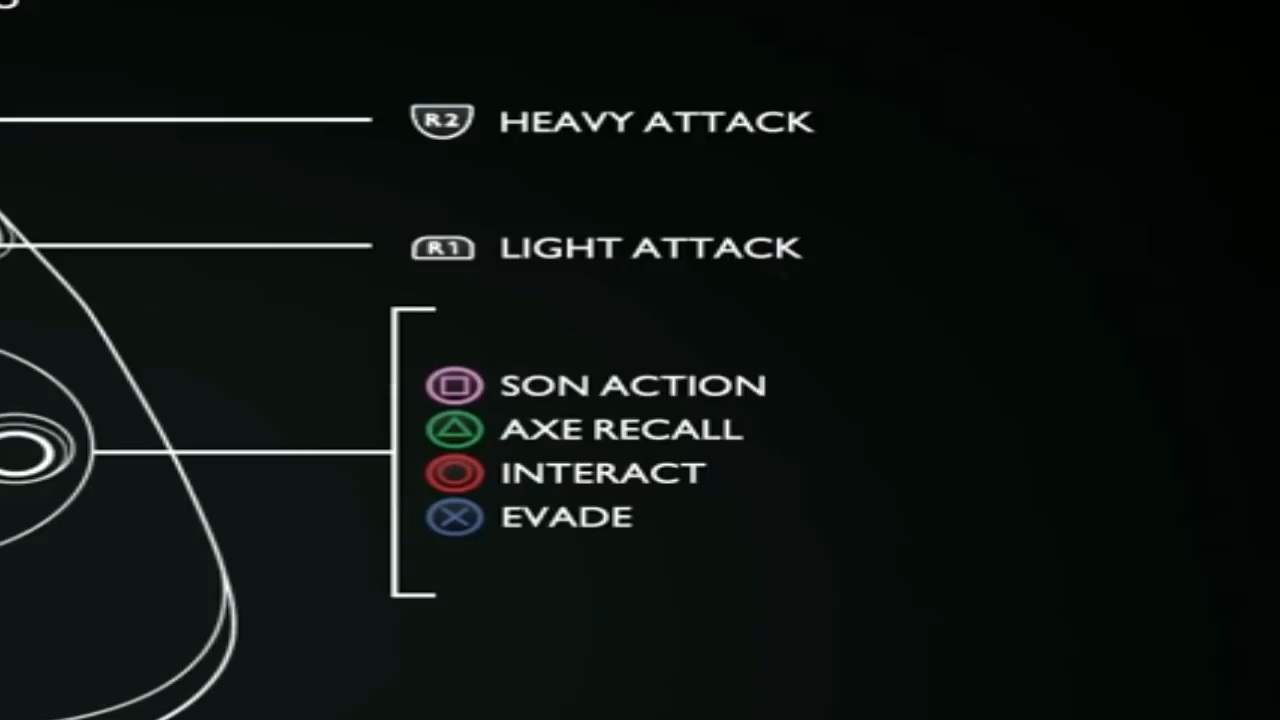 R2 HEAVY ATTACK
R1 LIGHT ATTACK
SON ACTION
AXE RECALL
INTERACT
EVADE